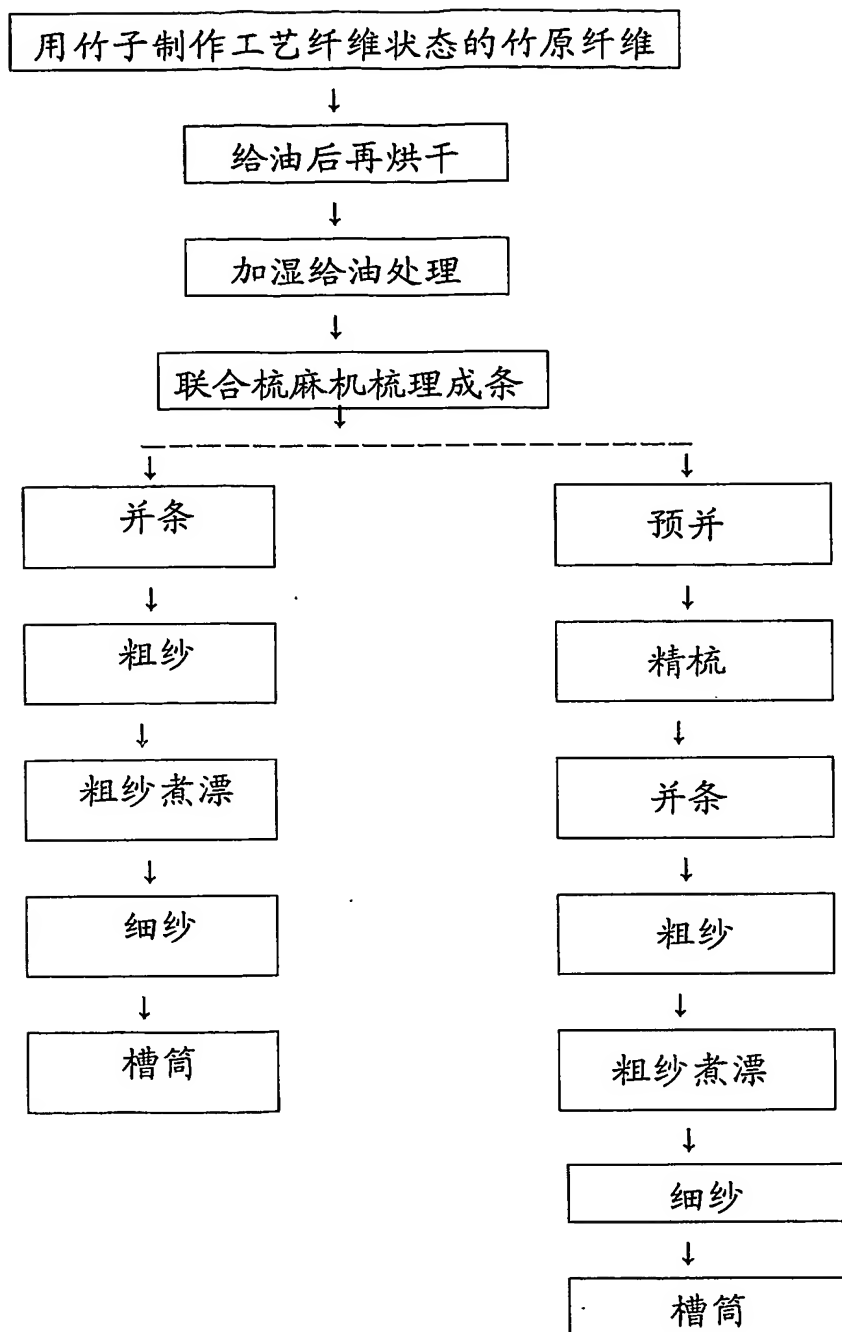 用竹子制作工艺纤维状态的竹原纤维
↓
给油后再烘干
↓
加湿给油处理
↓
联合梳麻机梳理成条
↓
↓
并条
↓
粗纱
↓
粗纱煮漂
↓
细纱
↓
槽筒
↓
预并
↓
精梳
↓
并条
↓
粗纱
↓
粗纱煮漂
↓
细纱
↓
槽筒